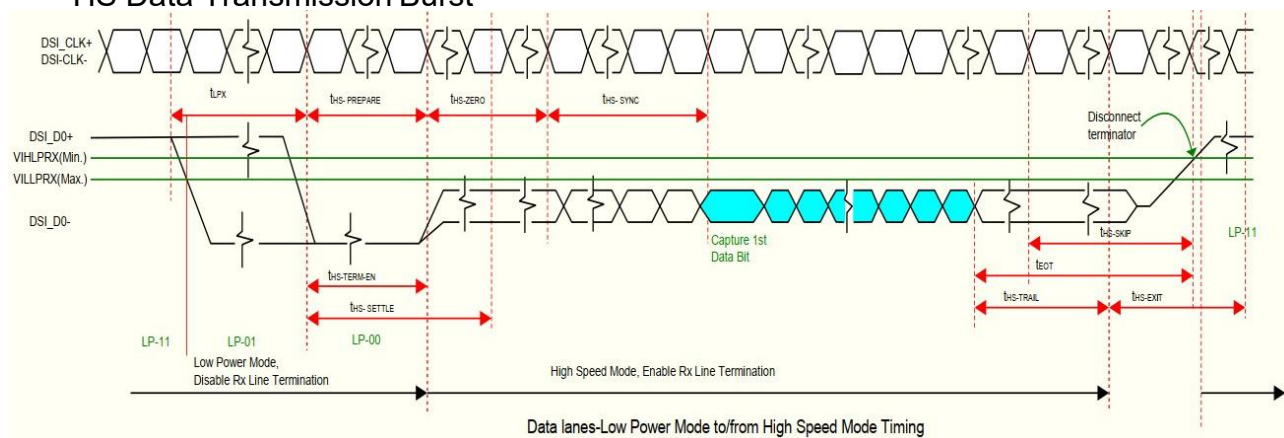 HS Data Transmission Burst
DSI_CLK+
DSI-CLK-
tLPX
tHS- PREPARE
tHS-ZERO
tHS- SYNC
DSI_D0+
VIHLPRX(Min.)
VILLPRX(Max.)
DSI_D0-
Disconnect
terminator
Capture 1st
Data Bit
tHS-SKIP
LP-11
tEOT
tHS-TERM-EN
tHS- SETTLE
tHS-TRAIL
tHS-EXIT
LP-11
LP-01
LP-00
Low Power Mode,
Disable Rx Line Termination
High Speed Mode, Enable Rx Line Termination
Data lanes-Low Power Mode to/from High Speed Mode Timing